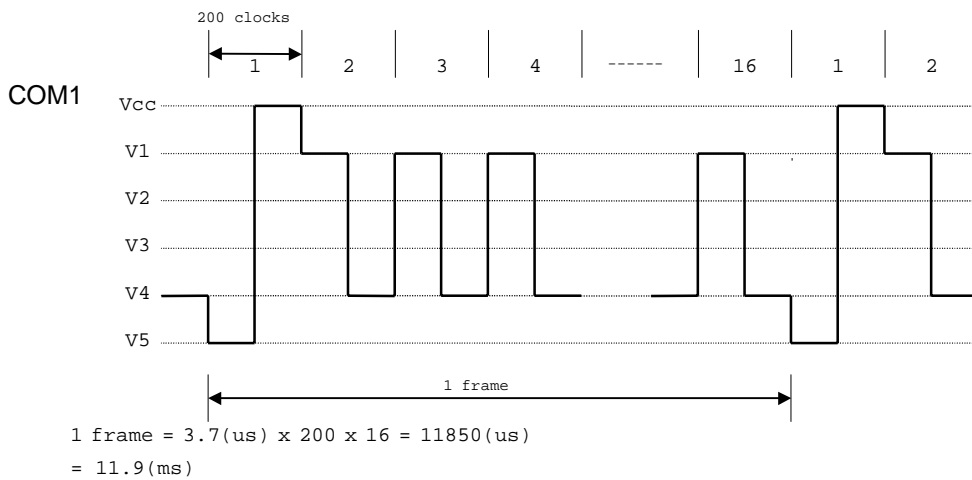 200 clocks
1 2 3 4 ------ 16 1 2
COM1
Vcc
V1
V2
V3
V4
V5
1 frame
1 frame = 3.7(us) x 200 x 16 = 11850(us)
= 11.9(ms)